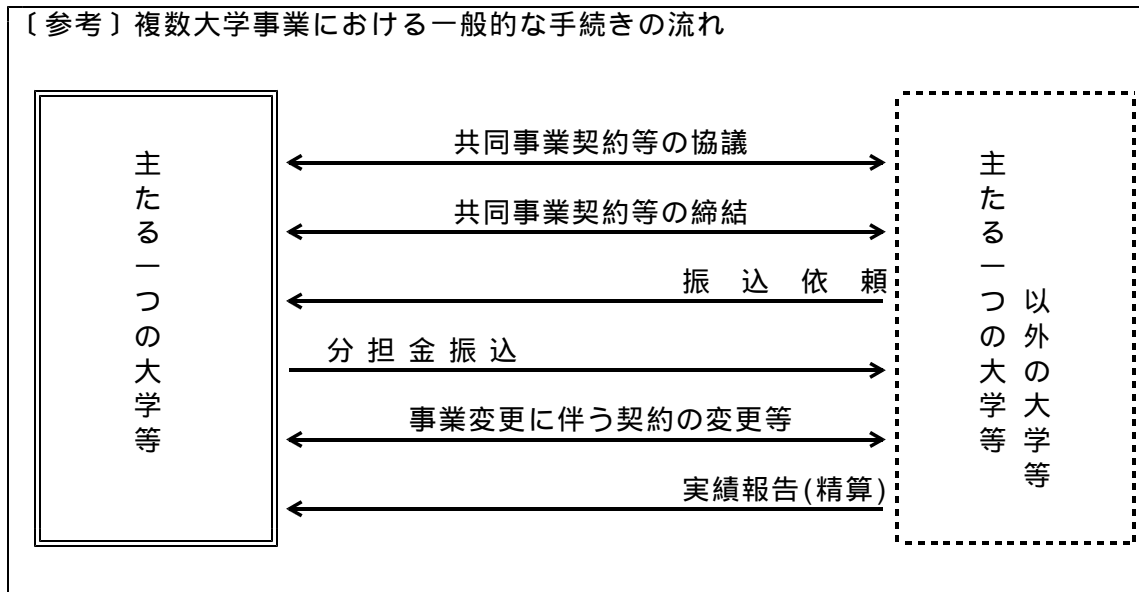 〔参考〕複数大学事業における一般的な手続きの流れ
主たる一つの大学等
共同事業契約等の協議
共同事業契約等の締結
振込依頼
分担金振込
事業変更に伴う契約の変更等
実績報告(精算)
主たる一つの大学等
以外の大学等